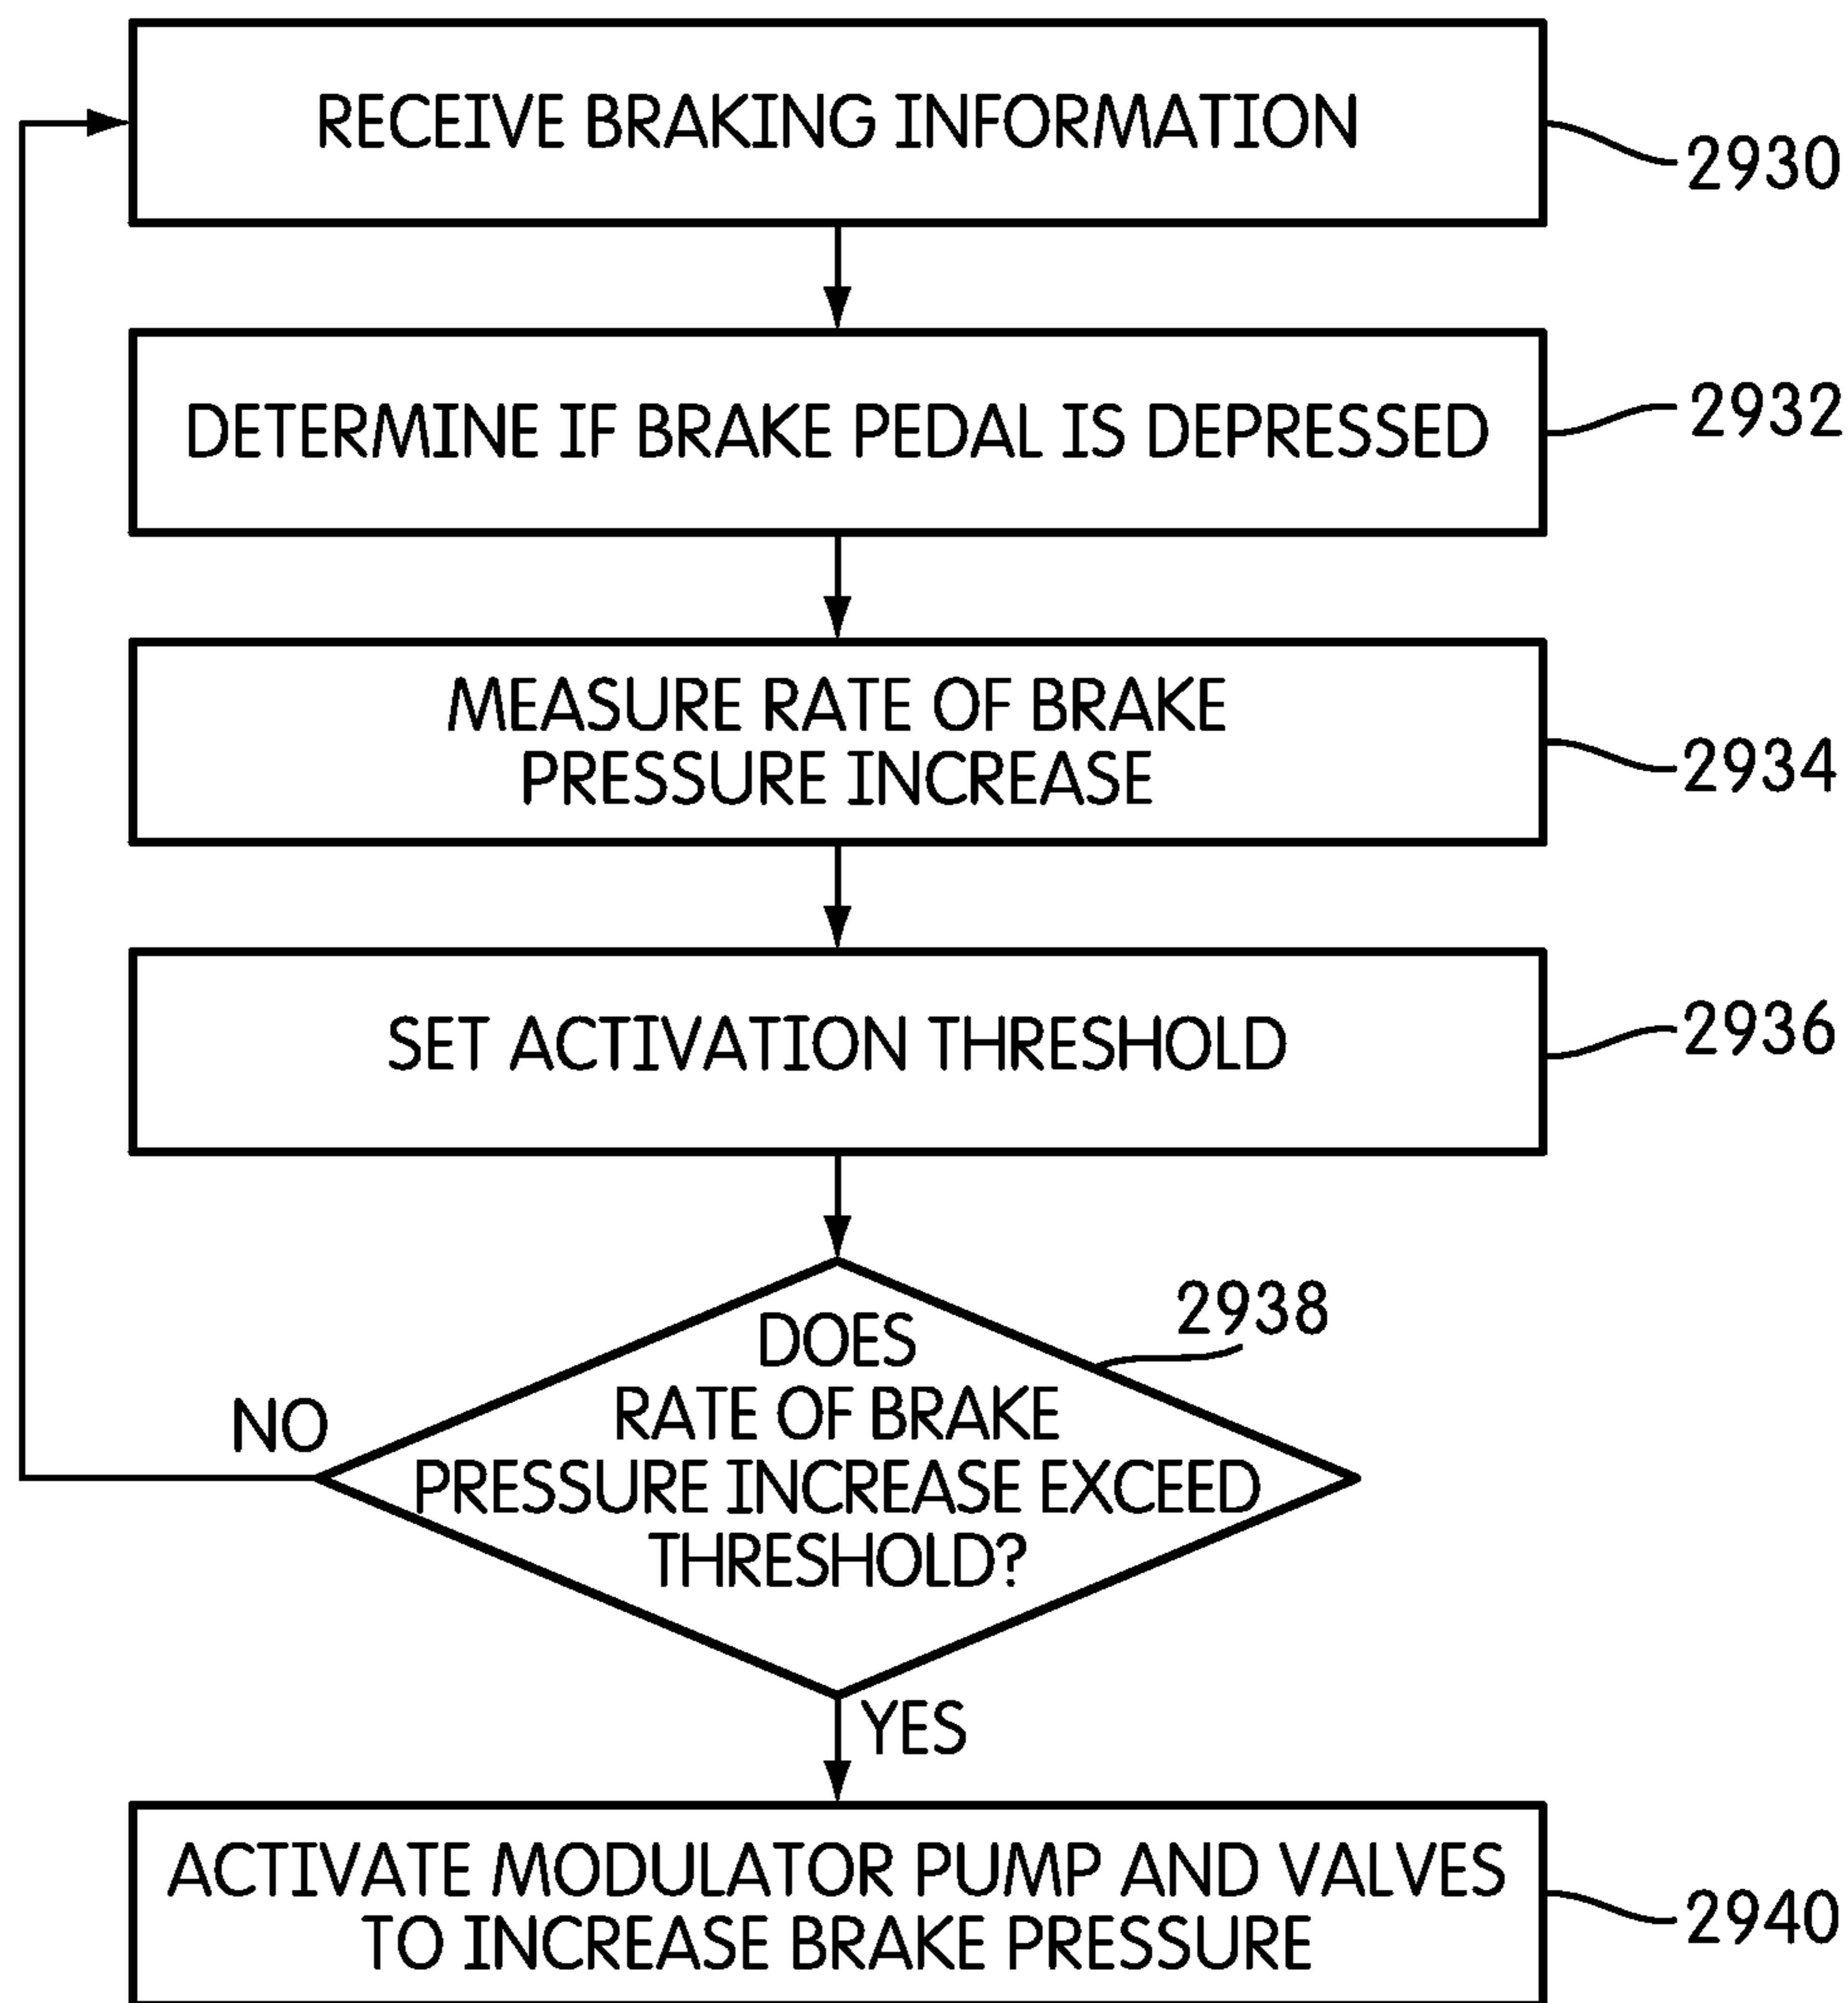 RECEIVE BRAKING INFORMATION
2930
DETERMINE IF BRAKE PEDAL IS DEPRESSED
2932
MEASURE RATE OF BRAKE
PRESSURE INCREASE
2934
SET ACTIVATION THRESHOLD
2936
2938
DOES
RATE OF BRAKE
PRESSURE INCREASE EXCEED
THRESHOLD?
NO
YES
ACTIVATE MODULATOR PUMP AND VALVES
TO INCREASE BRAKE PRESSURE
2940